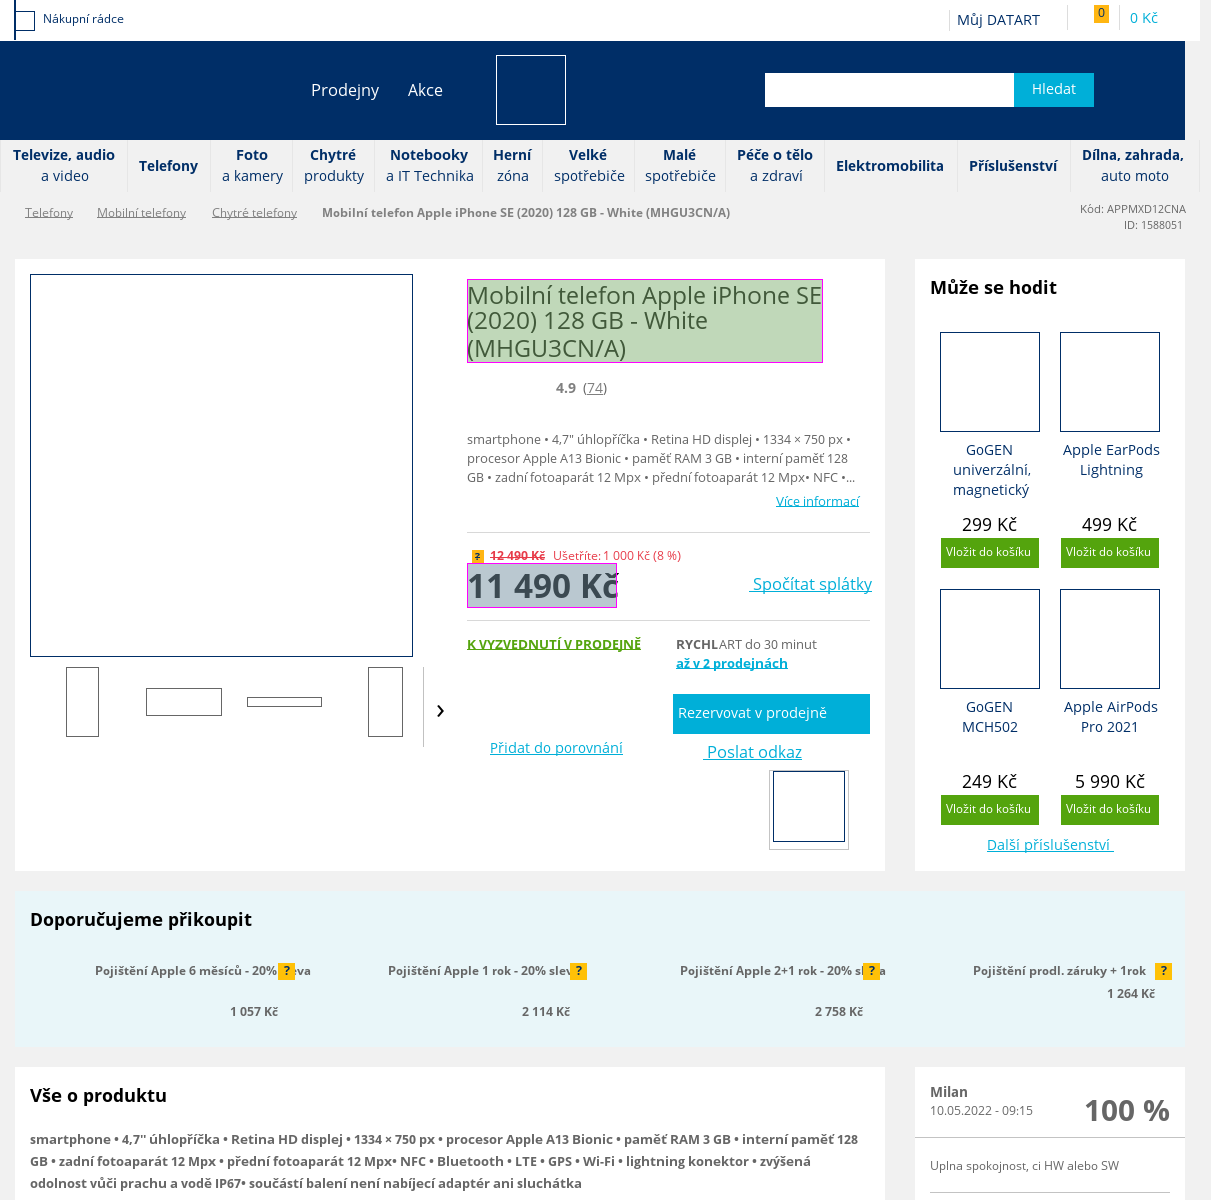 Nákupní rádce
Můj DATART
0
0 Kč
Prodejny
Akce
Hledat
Televize, audio
a video
Telefony
Foto
a kamery
Chytré
produkty
Notebooky
a IT Technika
Herní
zóna
Velké
spotřebiče
Malé
spotřebiče
Péče o tělo
a zdraví
Elektromobilita
Příslušenství
Dílna, zahrada,
auto moto
Telefony
Mobilní telefony
Chytré telefony
Mobilní telefon Apple iPhone SE (2020) 128 GB - White (MHGU3CN/A)
Kód: APPMXD12CNA
ID: 1588051
Mobilní telefon Apple iPhone SE
(2020) 128 GB - White
(MHGU3CN/A)
4.9 (74)
smartphone • 4,7" úhlopříčka • Retina HD displej • 1334 × 750 px •
procesor Apple A13 Bionic • paměť RAM 3 GB • interní paměť 128
GB • zadní fotoaparát 12 Mpx • přední fotoaparát 12 Mpx• NFC •...
Více informací
? 12 490 Kč Ušetříte: 1 000 Kč (8 %)
11 490 Kč
Spočítat splátky
K VYZVEDNUTÍ V PRODEJNĚ
RYCHLART do 30 minut
až v 2 prodejnách
Rezervovat v prodejně
Přidat do porovnání
Poslat odkaz
›
Může se hodit
GoGEN
univerzální,
magnetický
299 Kč
Vložit do košíku
Apple EarPods
Lightning
499 Kč
Vložit do košíku
GoGEN
MCH502
249 Kč
Vložit do košíku
Apple AirPods
Pro 2021
5 990 Kč
Vložit do košíku
Další příslušenství
Doporučujeme přikoupit
Pojištění Apple 6 měsíců - 20% ?eva
1 057 Kč
Pojištění Apple 1 rok - 20% slev?
2 114 Kč
Pojištění Apple 2+1 rok - 20% sl?a
2 758 Kč
Pojištění prodl. záruky + 1rok ?
1 264 Kč
Vše o produktu
smartphone • 4,7'' úhlopříčka • Retina HD displej • 1334 × 750 px • procesor Apple A13 Bionic • paměť RAM 3 GB • interní paměť 128
GB • zadní fotoaparát 12 Mpx • přední fotoaparát 12 Mpx• NFC • Bluetooth • LTE • GPS • Wi-Fi • lightning konektor • zvýšená
odolnost vůči prachu a vodě IP67• součástí balení není nabíjecí adaptér ani sluchátka
Milan
10.05.2022 - 09:15
100 %
Uplna spokojnost, ci HW alebo SW